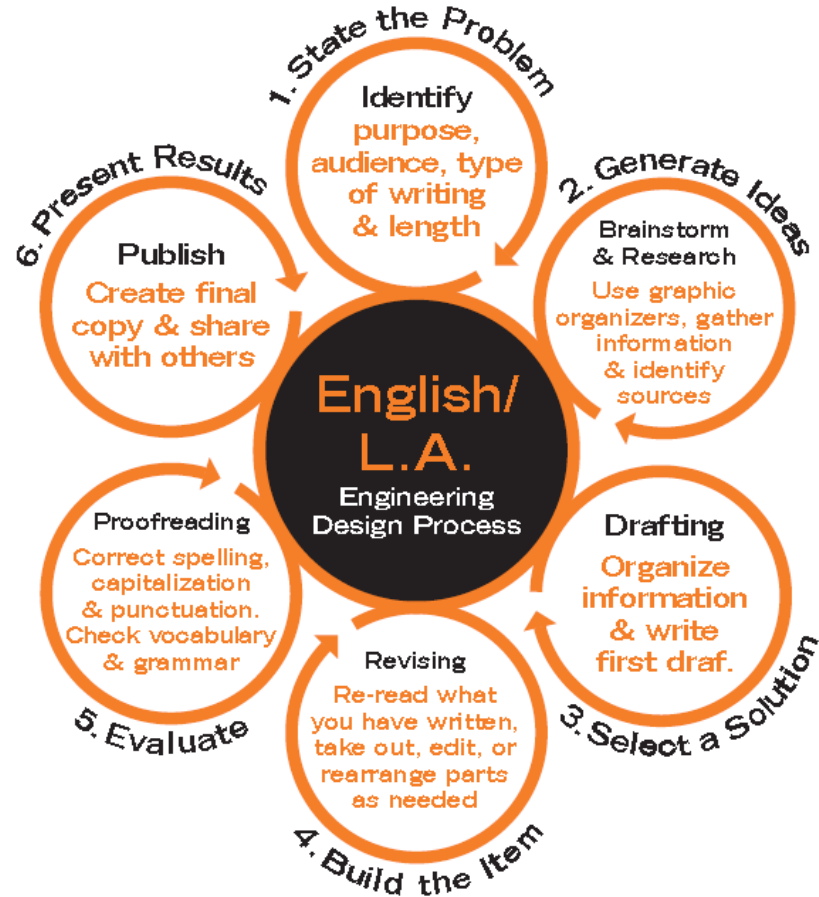 English/
L.A.
Engineering
Design Process
1. State the Problem
Identify
purpose,
audience, type
of writing
& length
2. Generate Ideas
Brainstorm
& Research
Use graphic
organizers, gather
information
& identify
sources
3. Select a Solution
Drafting
Organize
information
& write
first draf.
4. Build the Item
Revising
Re-read what
you have written,
take out, edit, or
rearrange parts
as needed
5. Evaluate
Proofreading
Correct spelling,
capitalization
& punctuation.
Check vocabulary
& grammar
6. Present Results
Publish
Create final
copy & share
with others